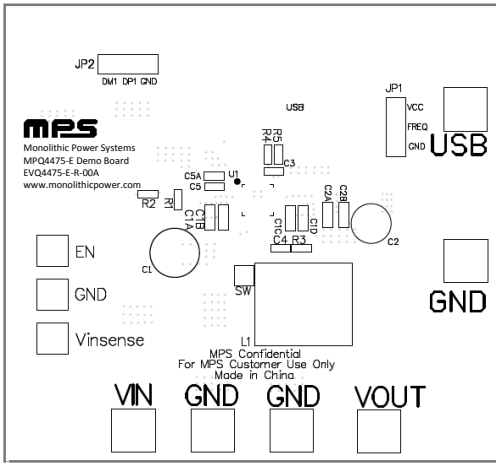 JP2
DM1 DP1 GND
USB
JP1
VCC
FREQ
GND
USB
mps
Monolithic Power Systems
MPQ4475-E Demo Board
EVQ4475-E-R-00A
www.monolithicpower.com
R4
R5
C3
U1
C5A
C5
R2
R1
C1A
C1B
C1C
C1D
C2A
C2B
C2
C4 R3
C1
EN
GND
Vinsense
SW
L1
GND
MPS Confidential
For MPS Customer Use Only
Made in China
VIN GND GND VOUT